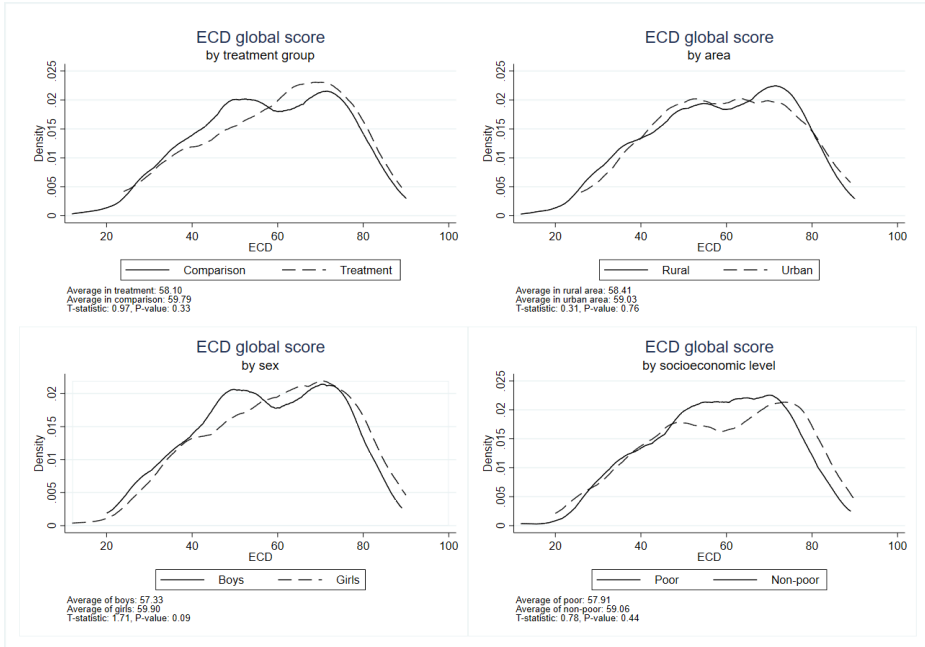 ECD global score
by treatment group
Density
0 .005 .01 .015 .02 .025
20 40 60 80 100
ECD
Comparison Treatment
Average in treatment: 58.10
Average in comparison: 59.79
T-statistic: 0.97, P-value: 0.33
ECD global score
by area
Density
0 .005 .01 .015 .02 .025
20 40 60 80 100
ECD
Rural Urban
Average in rural area: 58.41
Average in urban area: 59.03
T-statistic: 0.31, P-value: 0.76
ECD global score
by sex
Density
0 .005 .01 .015 .02
20 40 60 80 100
ECD
Boys Girls
Average of boys: 57.33
Average of girls: 59.90
T-statistic: 1.71, P-value: 0.09
ECD global score
by socioeconomic level
Density
0 .005 .01 .015 .02 .025
20 40 60 80 100
ECD
Poor Non-poor
Average of poor: 57.91
Average of non-poor: 59.06
T-statistic: 0.78, P-value: 0.44